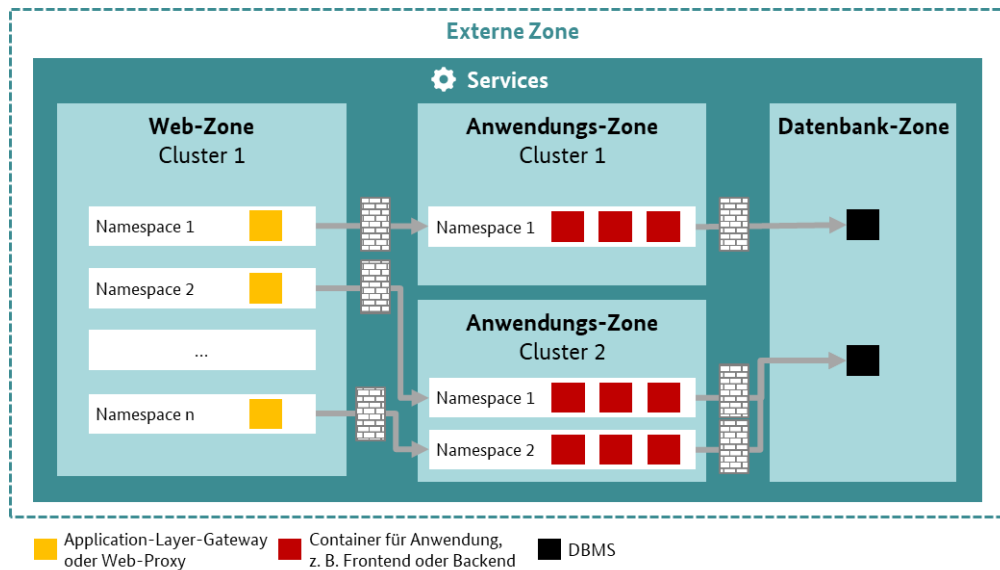 Externe Zone
Services
Web-Zone
Cluster 1
Namespace 1
Namespace 2
...
Namespace n
Anwendungs-Zone
Cluster 1
Namespace 1
Anwendungs-Zone
Cluster 2
Namespace 1
Namespace 2
Datenbank-Zone
Application-Layer-Gateway
oder Web-Proxy
Container für Anwendung,
z. B. Frontend oder Backend
DBMS